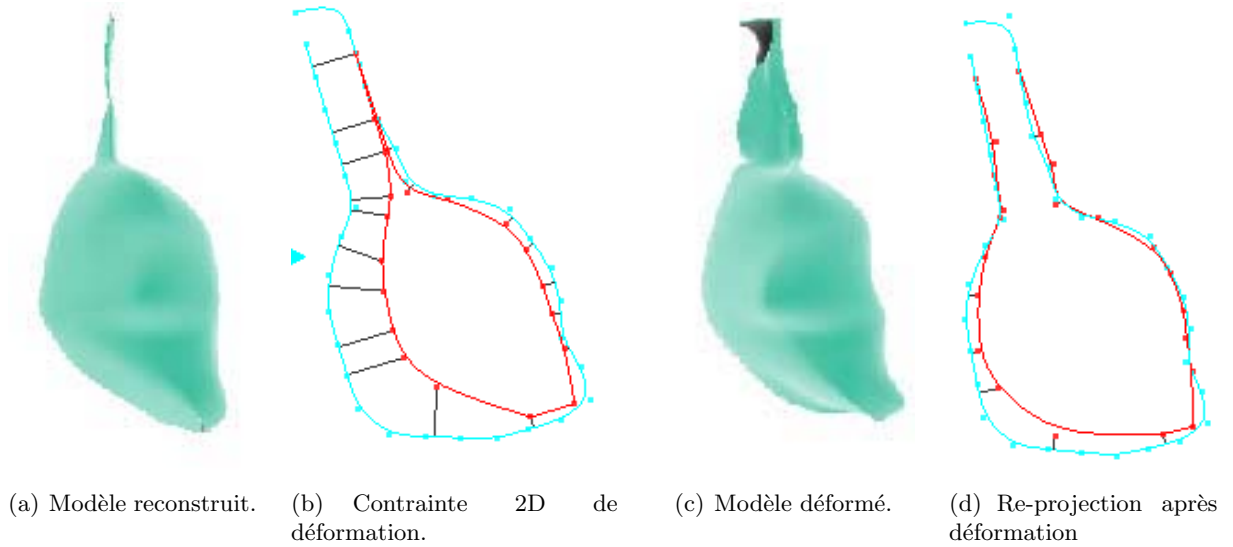 (a) Modèle reconstruit.
(b) Contrainte 2D de
déformation.
(c) Modèle déformé.
(d) Re-projection après
déformation